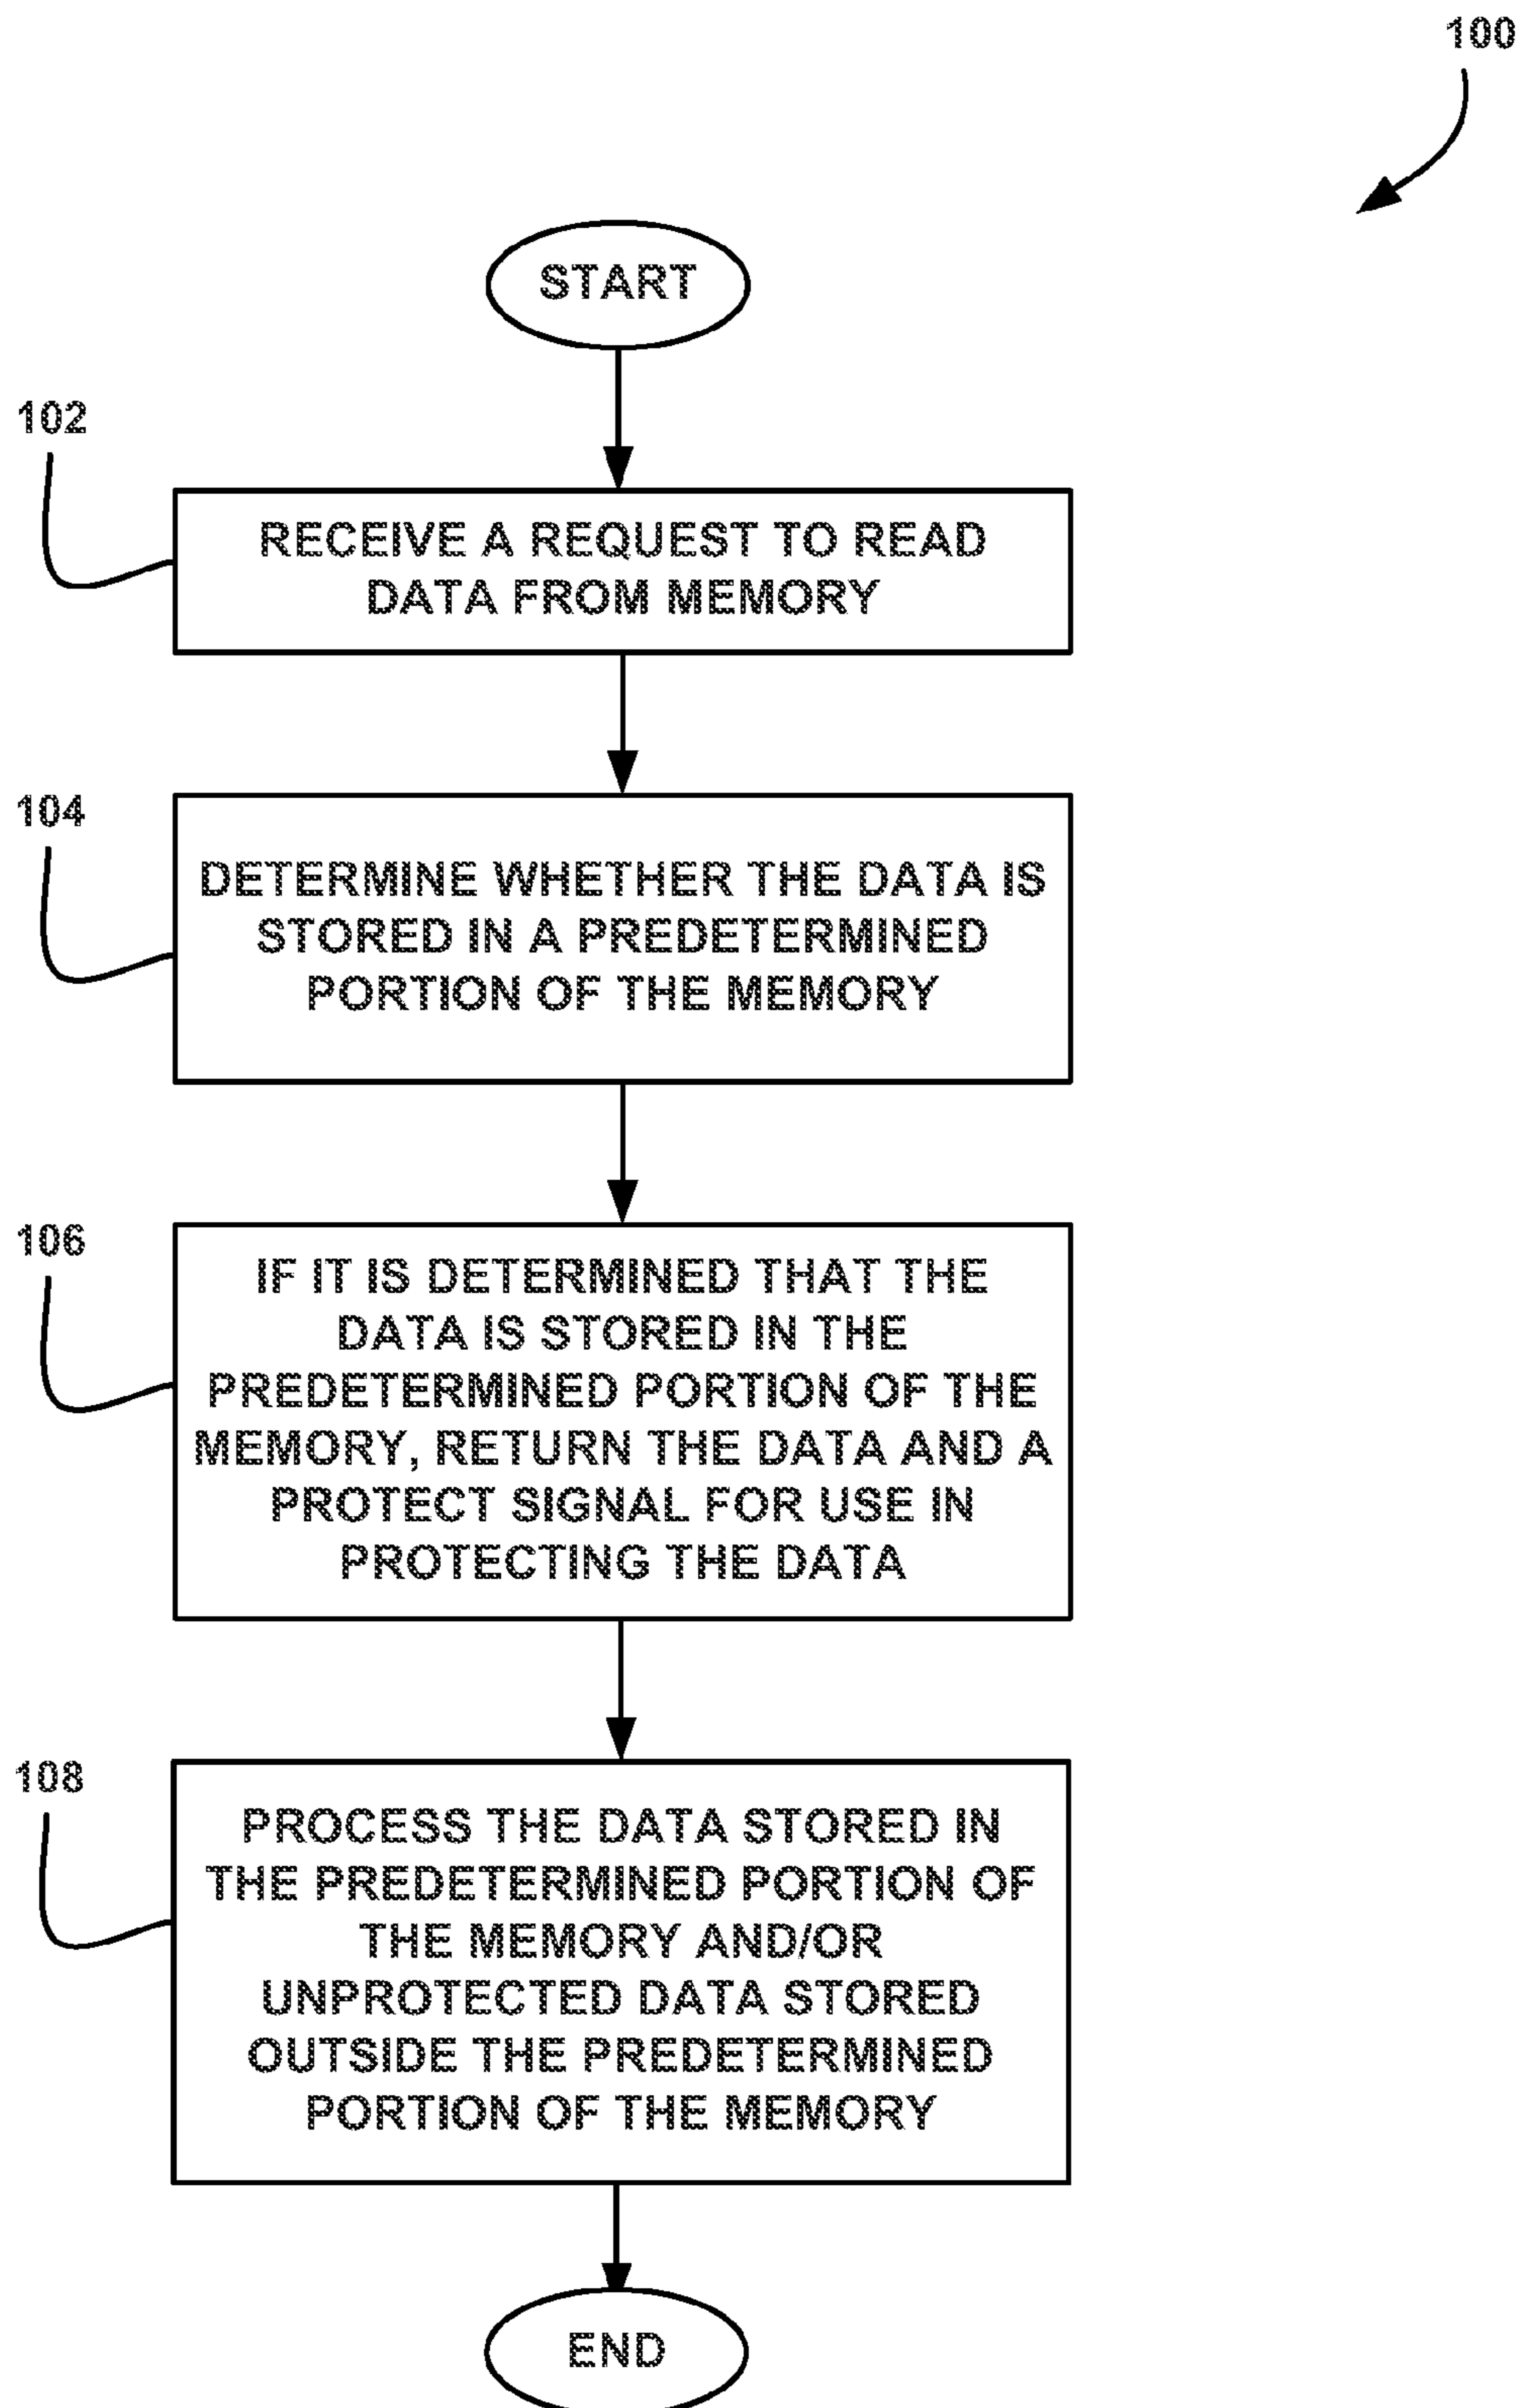 100
START
102
RECEIVE A REQUEST TO READ
DATA FROM MEMORY
104
DETERMINE WHETHER THE DATA IS
STORED IN A PREDETERMINED
PORTION OF THE MEMORY
106
IF IT IS DETERMINED THAT THE
DATA IS STORED IN THE
PREDETERMINED PORTION OF THE
MEMORY, RETURN THE DATA AND A
PROTECT SIGNAL FOR USE IN
PROTECTING THE DATA
108
PROCESS THE DATA STORED IN
THE PREDETERMINED PORTION OF
THE MEMORY AND/OR
UNPROTECTED DATA STORED
OUTSIDE THE PREDETERMINED
PORTION OF THE MEMORY
END